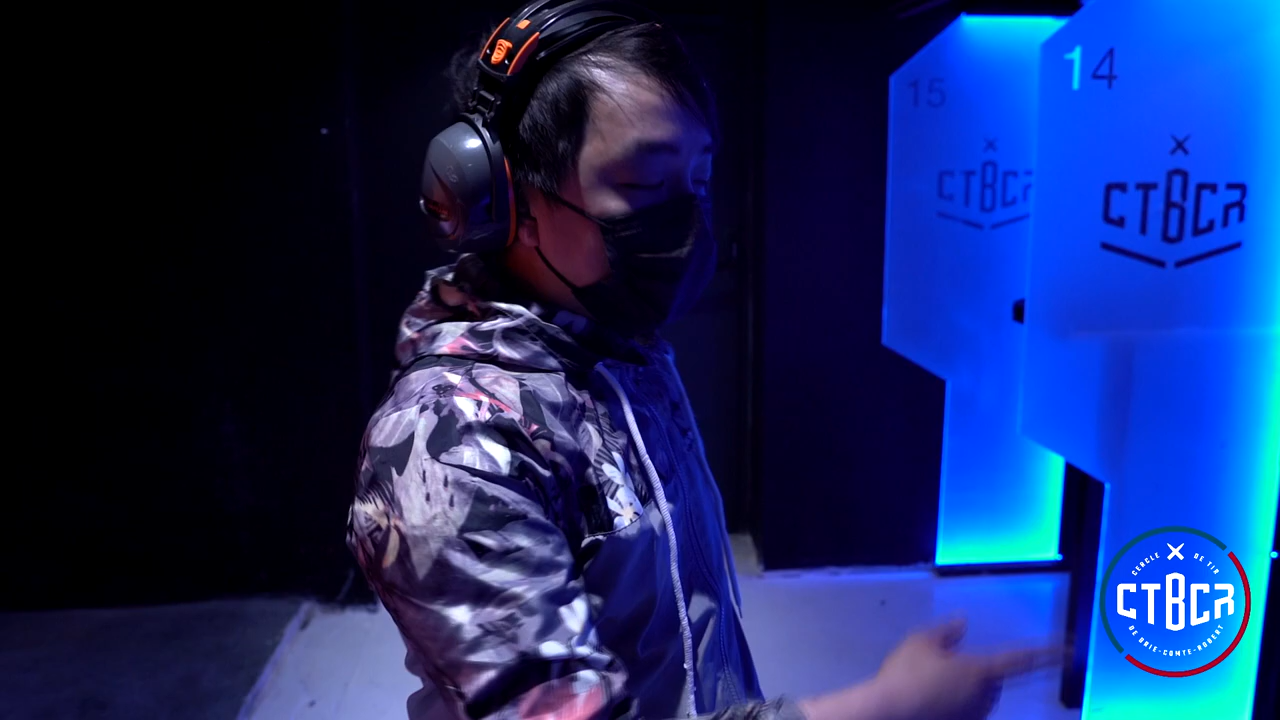 15
CTBCR
14
CTBCR
CERCLE DE TIR
CTBCR
DE BRIE-COMTE-ROBERT